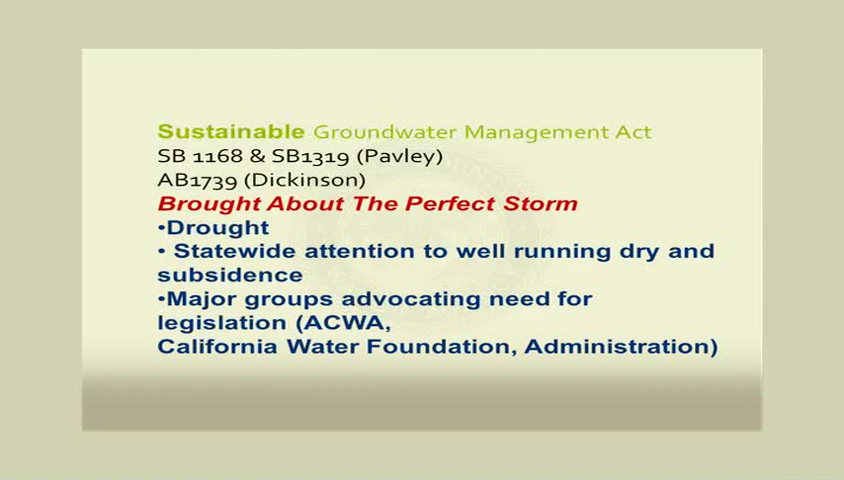 Sustainable Groundwater Management Act
SB 1168 & SB1319 (Pavley)
AB1739 (Dickinson)
Brought About The Perfect Storm
•Drought
• Statewide attention to well running dry and
subsidence
•Major groups advocating need for
legislation (ACWA,
California Water Foundation, Administration)